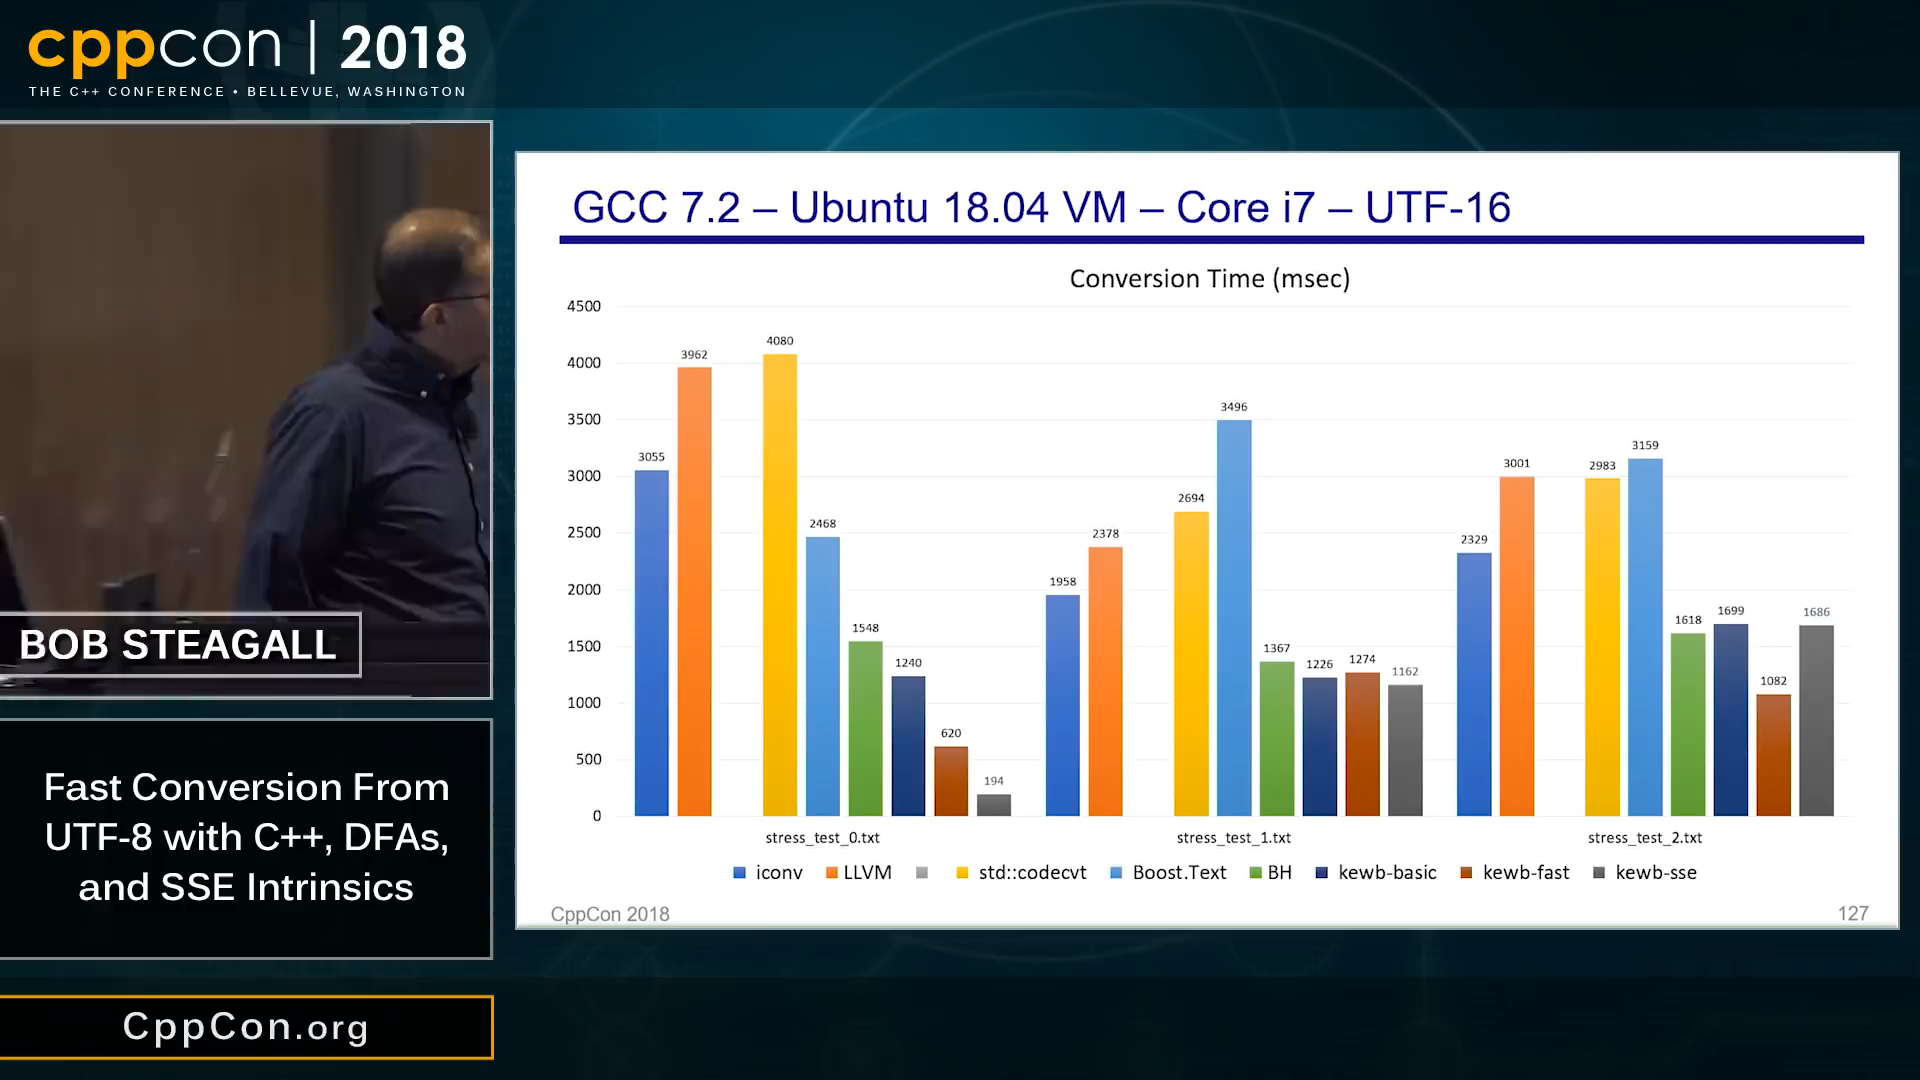 cppcon | 2018
THE C++ CONFERENCE • BELLEVUE, WASHINGTON
BOB STEAGALL
Fast Conversion From
UTF-8 with C++, DFAs,
and SSE Intrinsics
CppCon.org
GCC 7.2 – Ubuntu 18.04 VM – Core i7 – UTF-16
Conversion Time (msec)
4500
4000
3500
3000
2500
2000
1500
1000
500
0
3055
3962
4080
2468
1548
1240
620
194
1958
2378
2694
3496
1367
1226
1274
1162
2329
3001
2983
3159
1618
1699
1082
1686
stress_test_0.txt
stress_test_1.txt
stress_test_2.txt
iconv LLVM std::codecvt Boost.Text BH kewb-basic kewb-fast kewb-sse
CppCon 2018
127